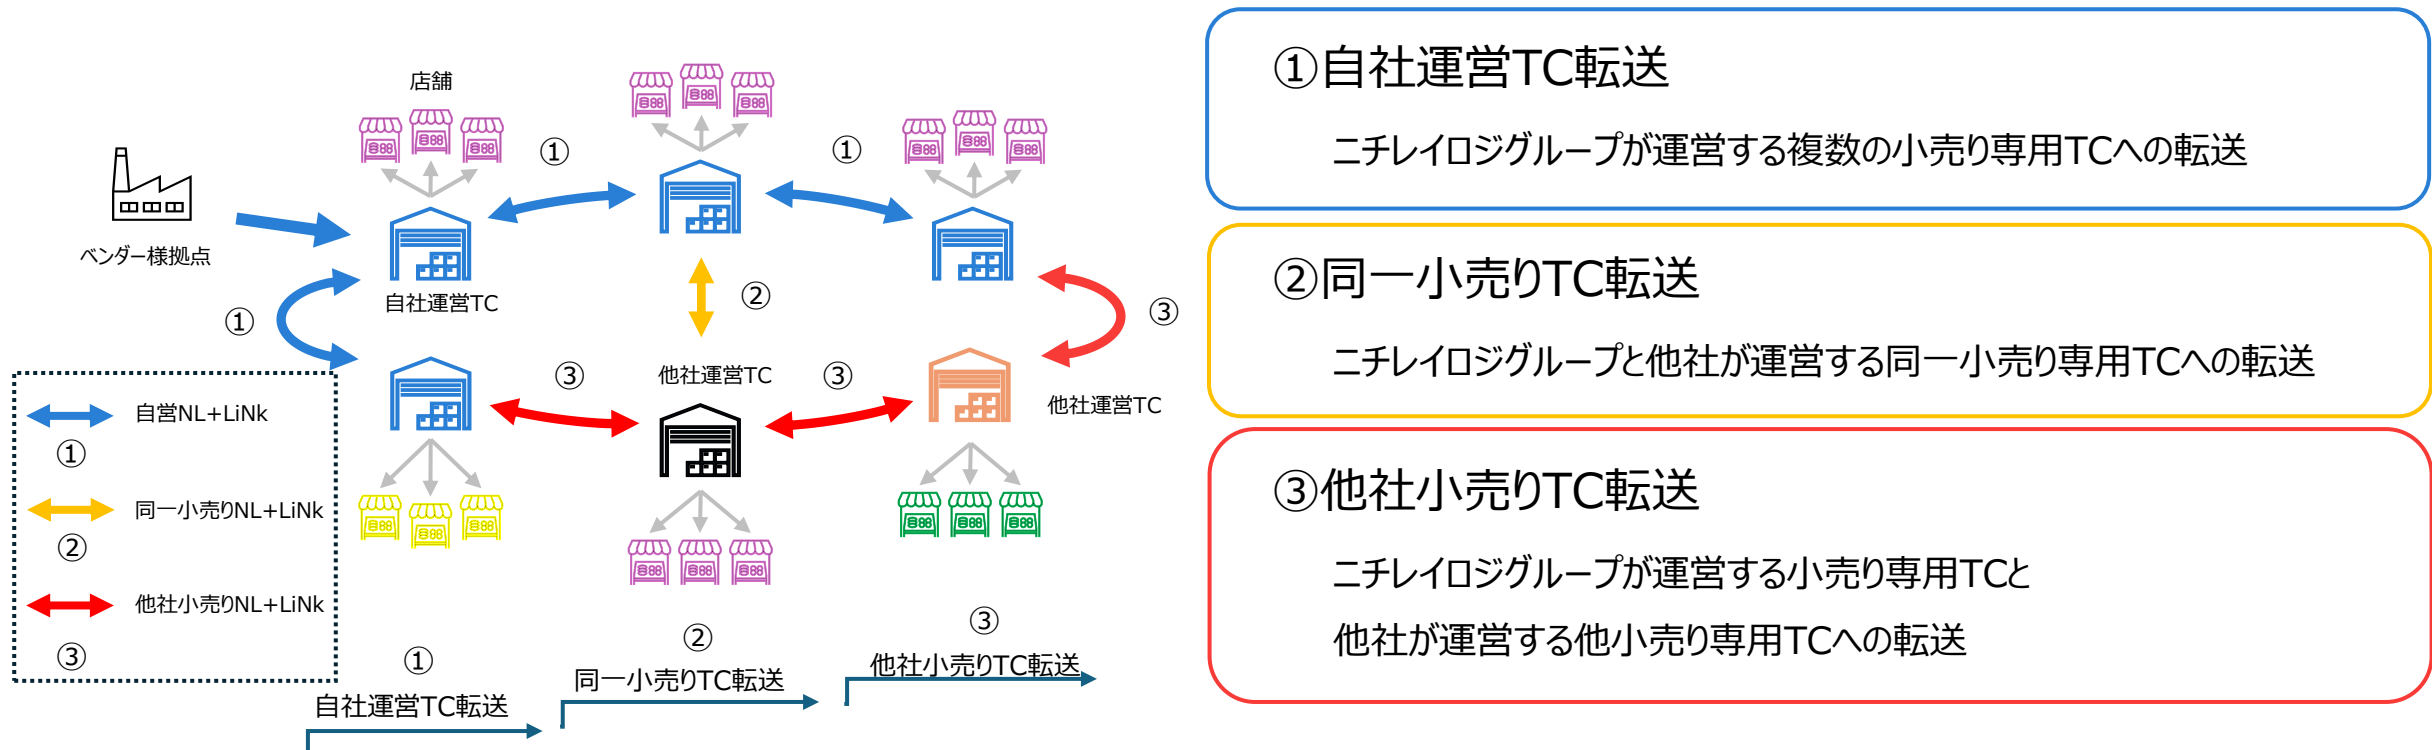 店舗
①
①
ベンダー様拠点
自社運営TC
①
②
③
他社運営TC
③
③
他社運営TC
自営NL+LiNk
①
同一小売りNL+LiNk
②
他社小売りNL+LiNk
③
①
自社運営TC転送
②
同一小売りTC転送
③
他社小売りTC転送
①自社運営TC転送
ニチレイロジグループが運営する複数の小売り専用TCへの転送
②同一小売りTC転送
ニチレイロジグループと他社が運営する同一小売り専用TCへの転送
③他社小売りTC転送
ニチレイロジグループが運営する小売り専用TCと
他社が運営する他小売り専用TCへの転送